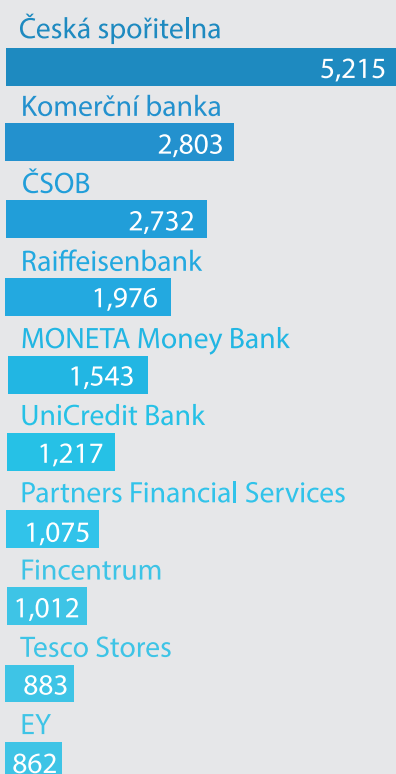 Česká spořitelna
5,215
Komerční banka
2,803
ČSOB
2,732
Raiffeisenbank
1,976
MONETA Money Bank
1,543
UniCredit Bank
1,217
Partners Financial Services
1,075
Fincentrum
1,012
Tesco Stores
883
EY
862